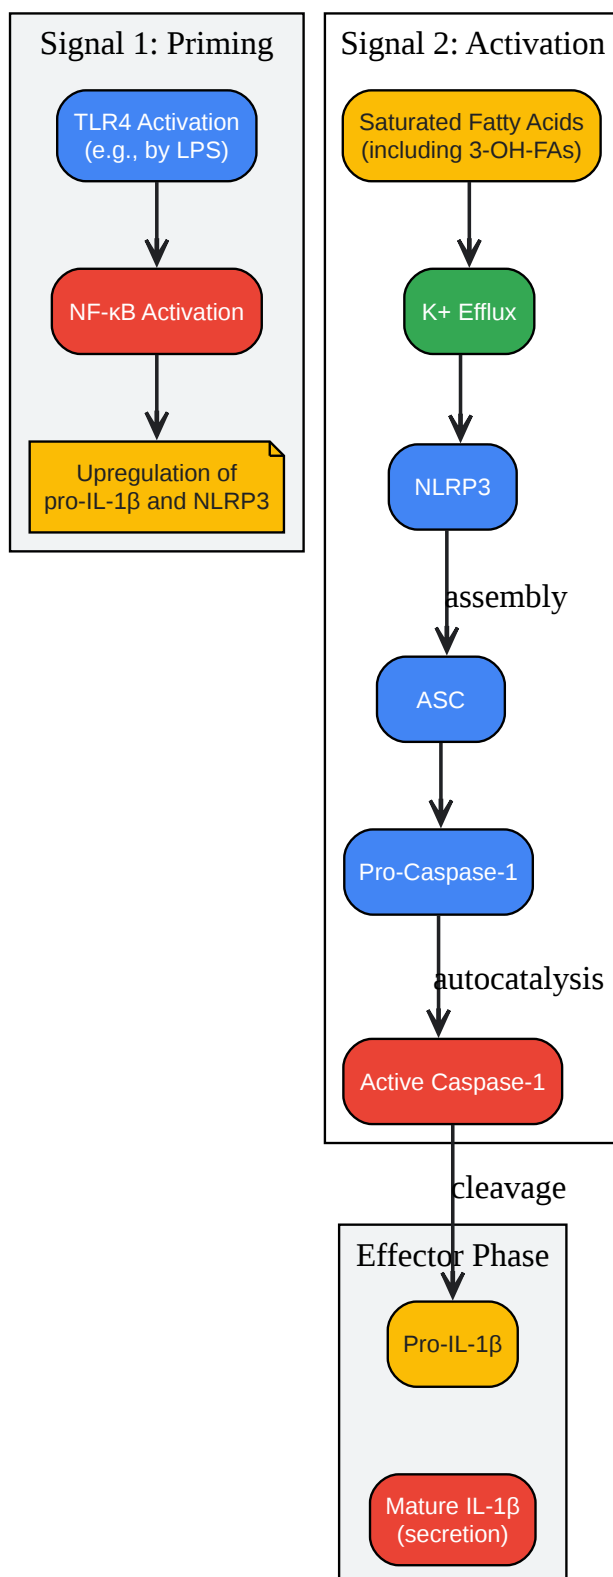 Signal 1: Priming
TLR4 Activation
(e.g., by LPS)
NF-κB Activation
Upregulation of
pro-IL-1β and NLRP3
Signal 2: Activation
Saturated Fatty Acids
(including 3-OH-FAs)
K+ Efflux
NLRP3
assembly
ASC
Pro-Caspase-1
autocatalysis
Active Caspase-1
cleavage
Effector Phase
Pro-IL-1β
Mature IL-1β
(secretion)